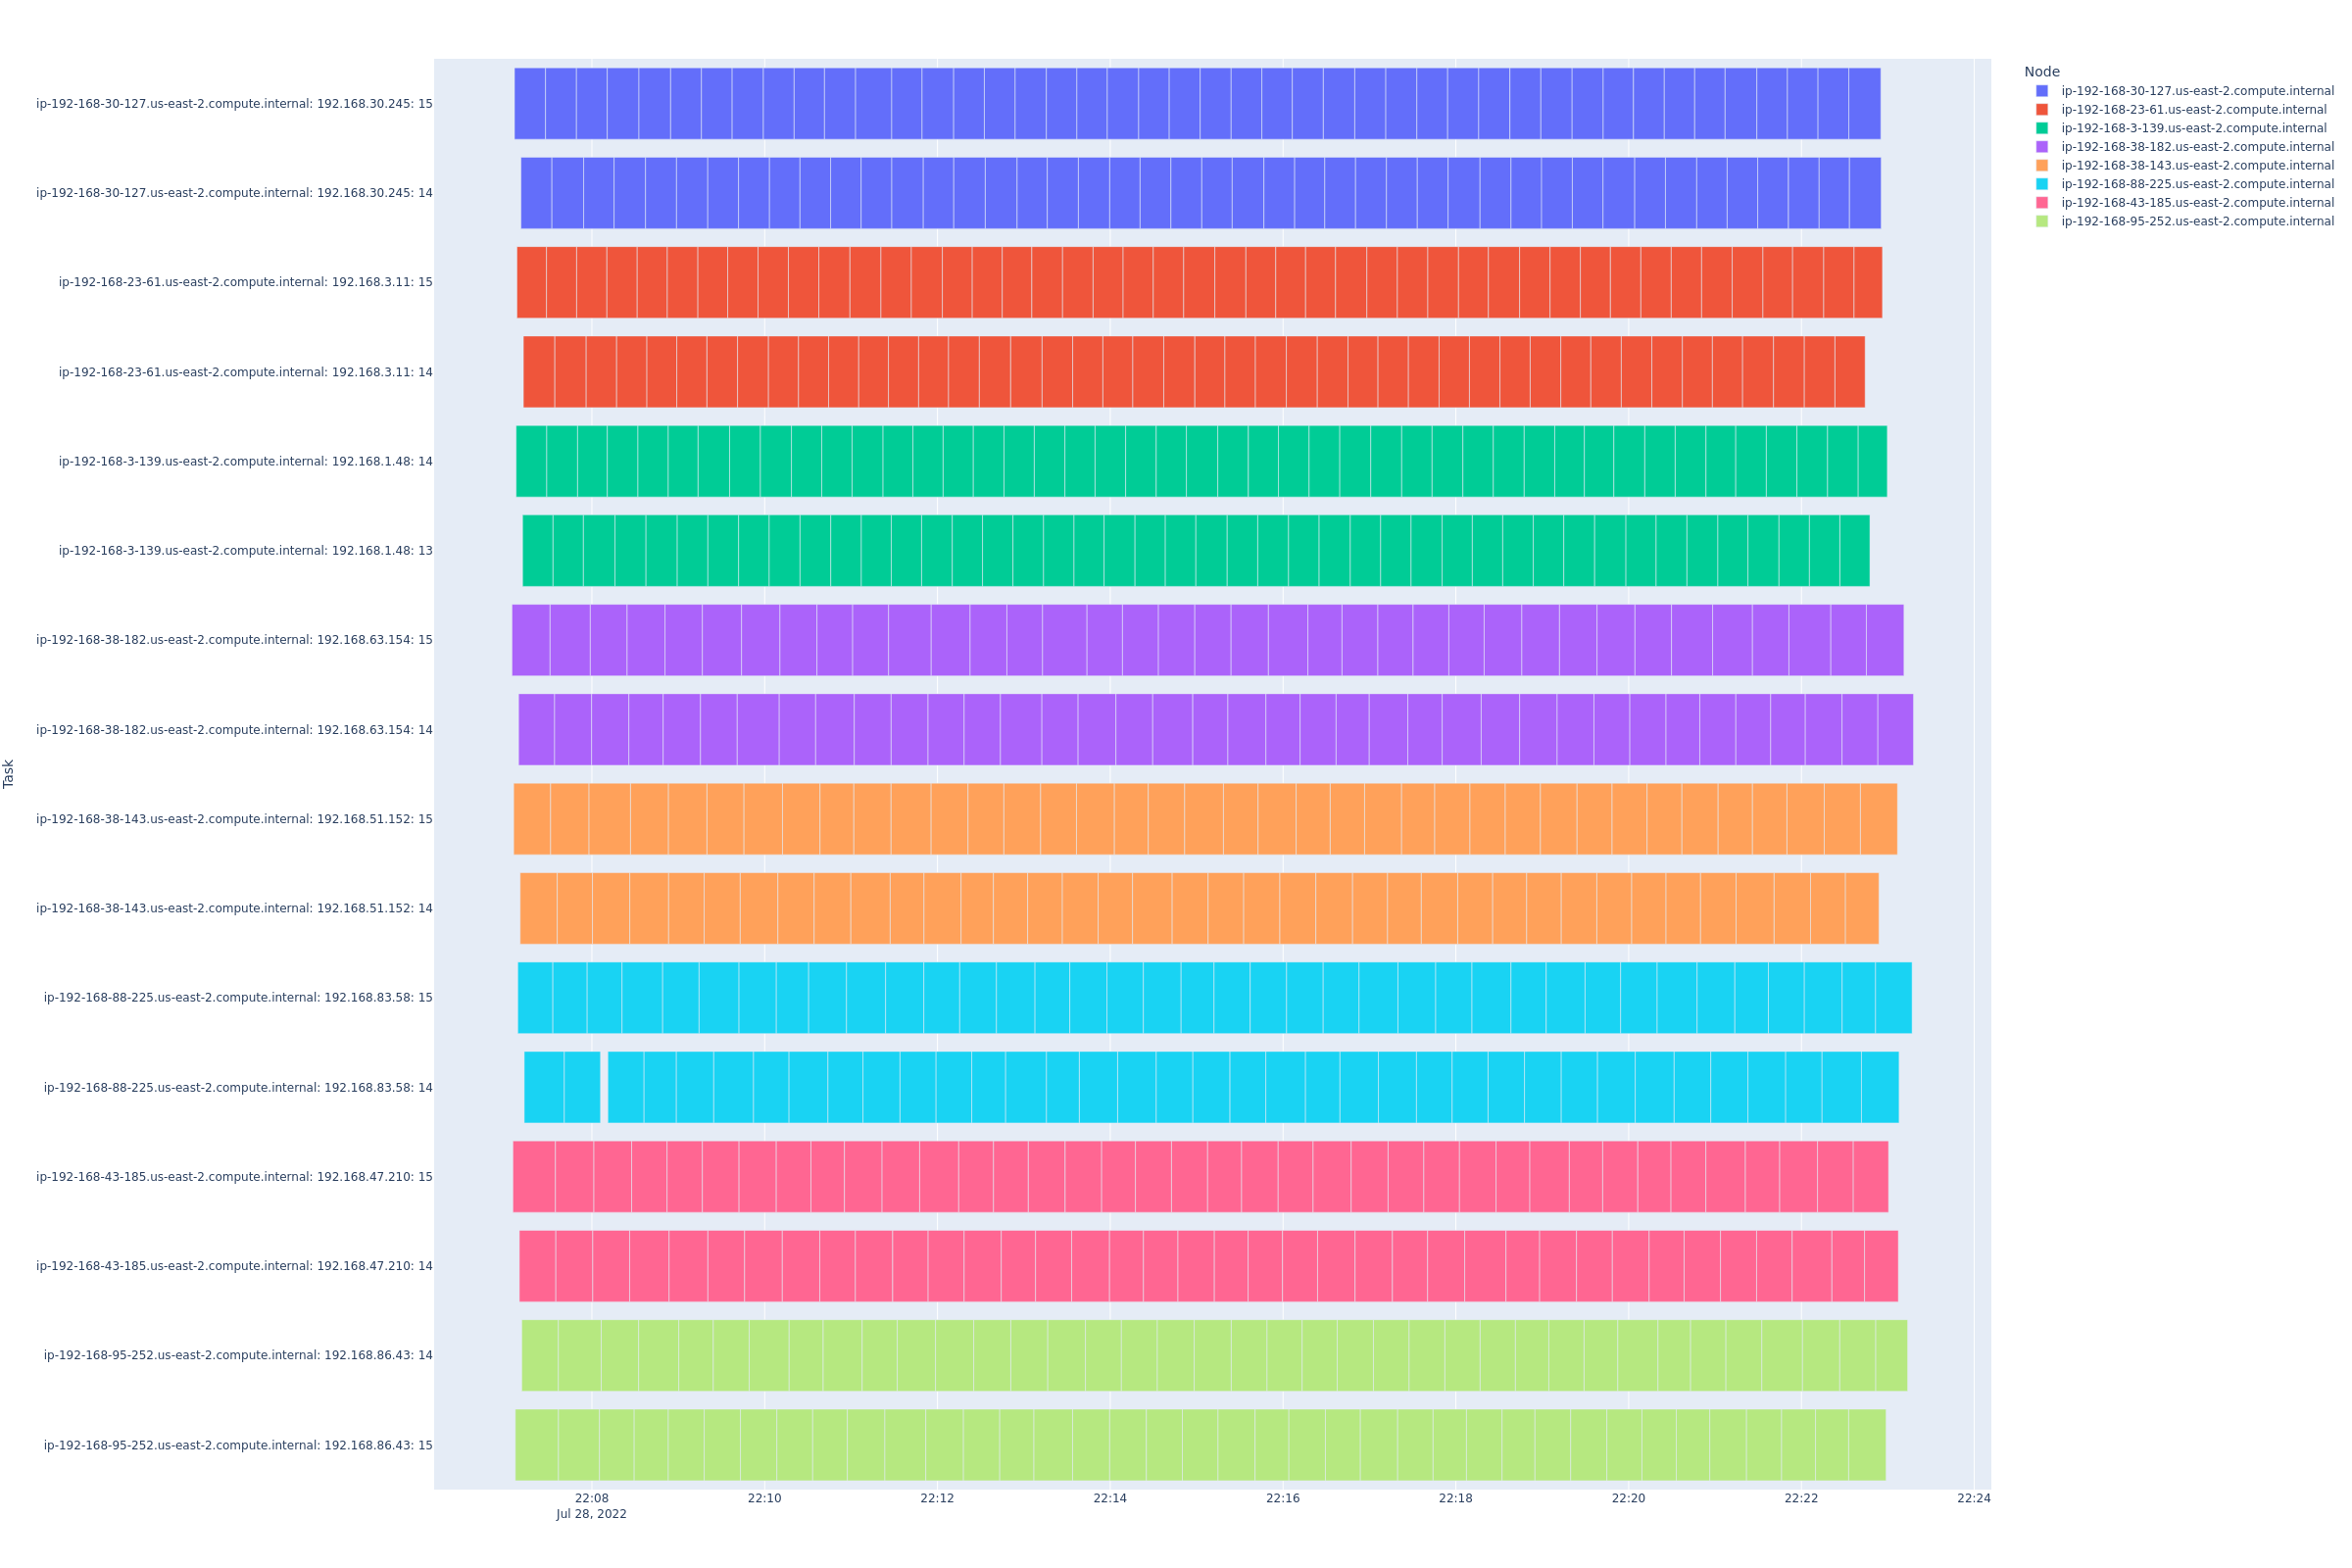 ip-192-168-30-127.us-east-2.compute.internal: 192.168.30.245: 15
ip-192-168-30-127.us-east-2.compute.internal: 192.168.30.245: 14
ip-192-168-23-61.us-east-2.compute.internal: 192.168.3.11: 15
ip-192-168-23-61.us-east-2.compute.internal: 192.168.3.11: 14
ip-192-168-3-139.us-east-2.compute.internal: 192.168.1.48: 14
ip-192-168-3-139.us-east-2.compute.internal: 192.168.1.48: 13
ip-192-168-38-182.us-east-2.compute.internal: 192.168.63.154: 15
ip-192-168-38-182.us-east-2.compute.internal: 192.168.63.154: 14
Task
ip-192-168-38-143.us-east-2.compute.internal: 192.168.51.152: 15
ip-192-168-38-143.us-east-2.compute.internal: 192.168.51.152: 14
ip-192-168-88-225.us-east-2.compute.internal: 192.168.83.58: 15
ip-192-168-88-225.us-east-2.compute.internal: 192.168.83.58: 14
ip-192-168-43-185.us-east-2.compute.internal: 192.168.47.210: 15
ip-192-168-43-185.us-east-2.compute.internal: 192.168.47.210: 14
ip-192-168-95-252.us-east-2.compute.internal: 192.168.86.43: 14
ip-192-168-95-252.us-east-2.compute.internal: 192.168.86.43: 15
22:08 22:10 22:12 22:14 22:16 22:18 22:20 22:22 22:24
Jul 28, 2022
Node
ip-192-168-30-127.us-east-2.compute.internal
ip-192-168-23-61.us-east-2.compute.internal
ip-192-168-3-139.us-east-2.compute.internal
ip-192-168-38-182.us-east-2.compute.internal
ip-192-168-38-143.us-east-2.compute.internal
ip-192-168-88-225.us-east-2.compute.internal
ip-192-168-43-185.us-east-2.compute.internal
ip-192-168-95-252.us-east-2.compute.internal